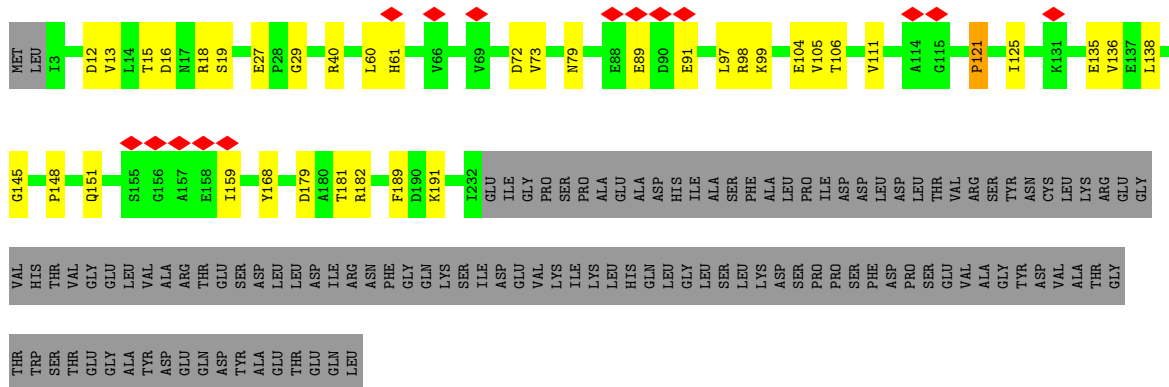 MET LEU I3 D12 V13 L14 T15 D16 N17 R18 S19 E27 P28 G29 R40 L60 H61 V66 V69 D72 V73 N79 E88 E89 D90 E91 L97 R98 K99 E104 V105 T106 V111 A114 G115 P121 I125 K131 E135 V136 E137 L138
G145 P148 Q151 S155 G156 A157 E158 I159 Y168 D179 A180 T181 R182 F189 D190 K191 I232 GLU ILE GLY PRO SER PRO ALA GLU ALA ASP HIS ILE ALA SER PHE ALA LEU PRO ILE ASP ASP LEU ASP LEU THR VAL ARG SER TYR ASN CYS LEU LYS ARG GLU GLY
VAL HIS THR VAL GLY GLU LEU VAL ALA ARG THR GLU SER ASP LEU LEU ASP ILE ARG ASN PHE GLY GLN LYS SER ILE ASP GLU VAL LYS ILE LYS LEU HIS GLN LEU GLY LEU SER LEU LYS ASP SER PRO PRO SER PHE ASP PRO SER GLU VAL ALA GLY TYR ASP VAL ALA THR GLY
THR TRP SER THR GLU GLY ALA TYR ASP GLU GLN ASP TYR ALA GLU THR GLU GLN LEU